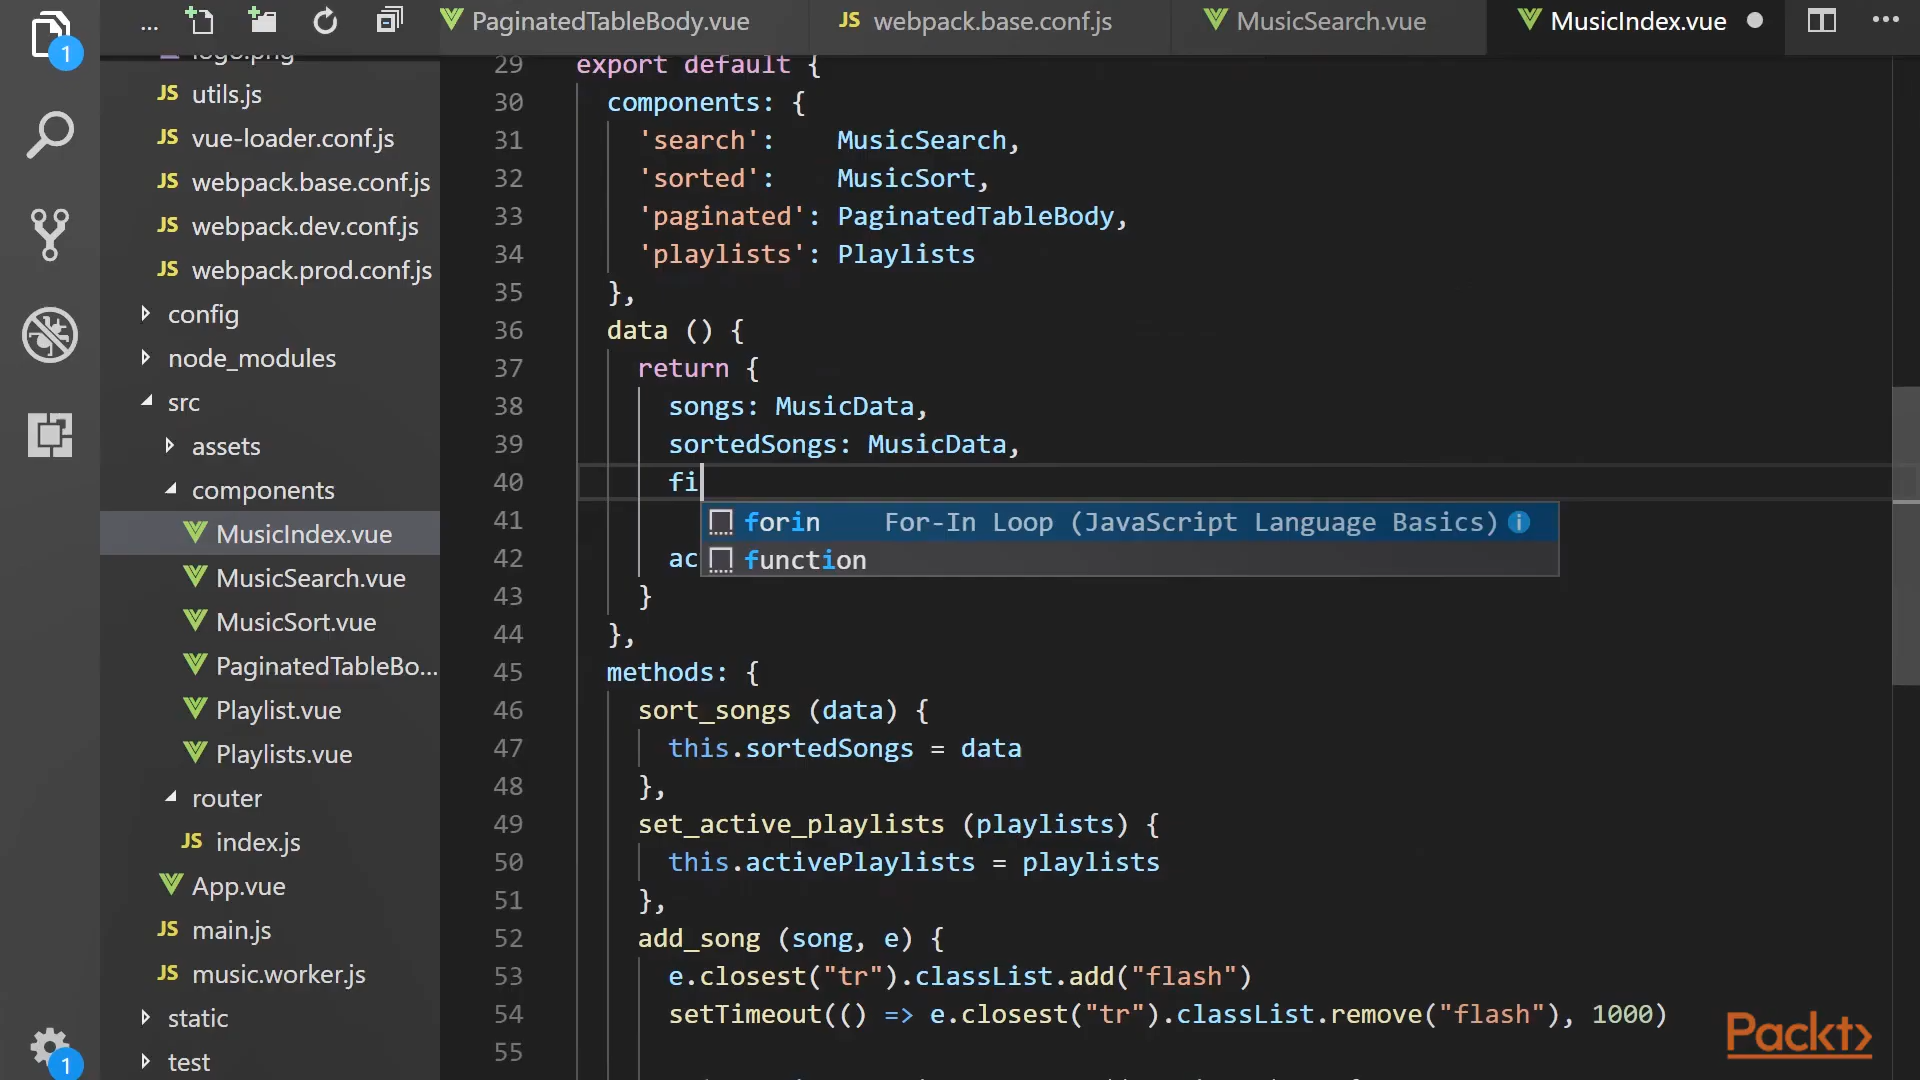 1
...
PaginatedTableBody.vue
JS webpack.base.conf.js
MusicSearch.vue
MusicIndex.vue
...
logo.png
JS utils.js
JS vue-loader.conf.js
JS webpack.base.conf.js
JS webpack.dev.conf.js
JS webpack.prod.conf.js
config
node_modules
src
assets
components
MusicIndex.vue
MusicSearch.vue
MusicSort.vue
PaginatedTableBo...
Playlist.vue
Playlists.vue
router
JS index.js
App.vue
JS main.js
JS music.worker.js
static
test
1
29 export default {
30 components: {
31 'search': MusicSearch,
32 'sorted': MusicSort,
33 'paginated': PaginatedTableBody,
34 'playlists': Playlists
35 },
36 data () {
37 return {
38 songs: MusicData,
39 sortedSongs: MusicData,
40 fi
41
forin For-In Loop (JavaScript Language Basics)
42 ac
function
43 }
44 },
45 methods: {
46 sort_songs (data) {
47 this.sortedSongs = data
48 },
49 set_active_playlists (playlists) {
50 this.activePlaylists = playlists
51 },
52 add_song (song, e) {
53 e.closest("tr").classList.add("flash")
54 setTimeout(() => e.closest("tr").classList.remove("flash"), 1000)
55
Packt>